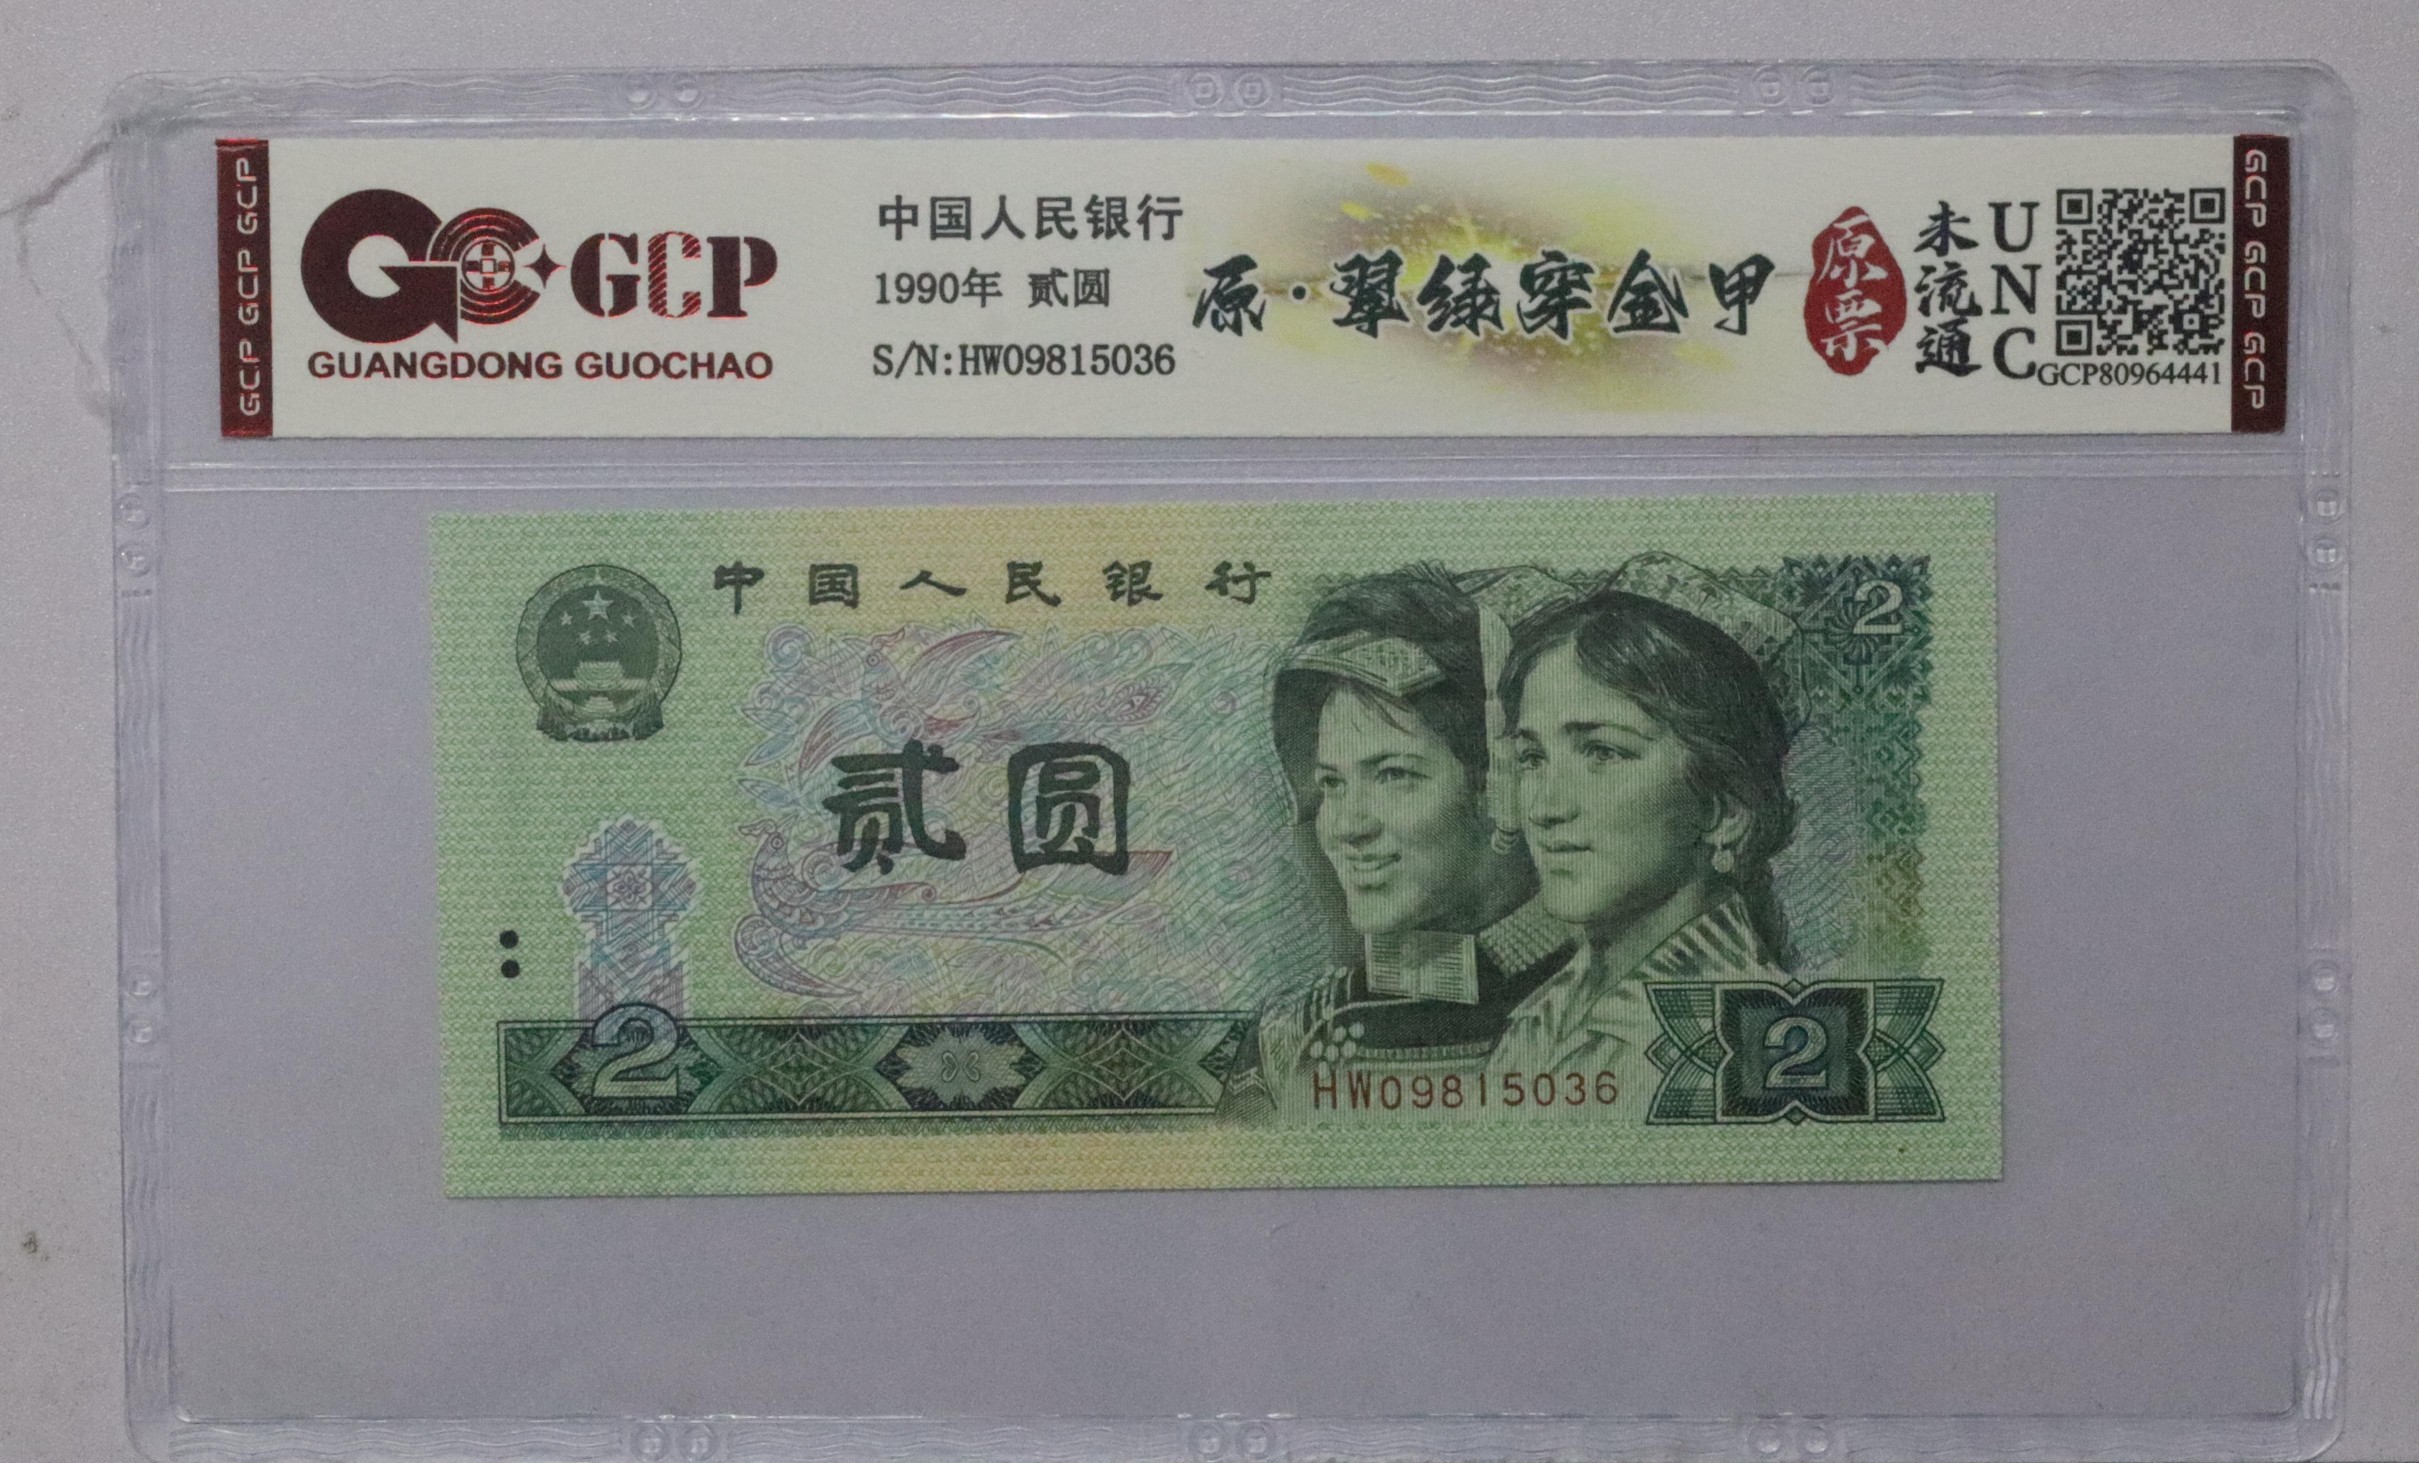 GCP GCP GCP
GCP
GUANGDONG GUOCHAO
中国人民银行
1990年 贰圆
S/N:HW09815036
原·翠绿穿金甲
原票
未流通
UNC
GCP80964441
GCP GCP GCP
中国人民银行
2
贰圆
2
HW09815036
2